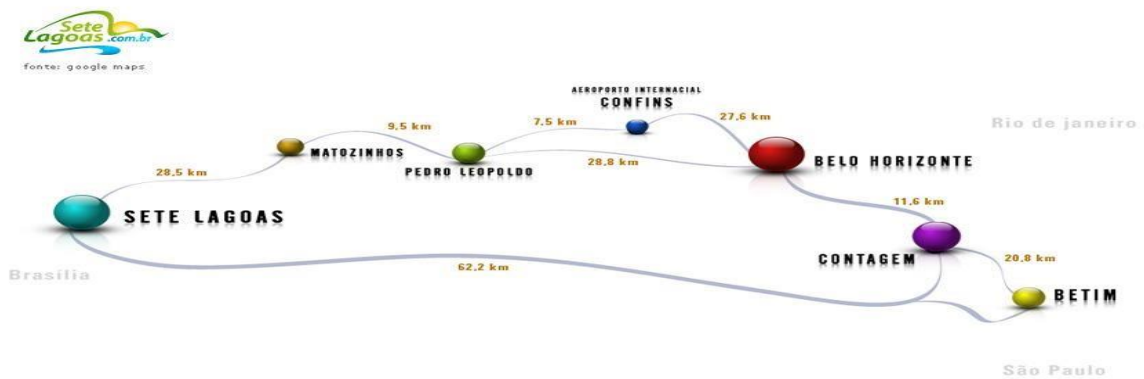 Sete
Lagoas.com.br
fonte: google maps
AEROPORTO INTERNACIAL
CONFINS
27,6 km
Rio de janeiro
9,5 km
7,5 km
MATOZINHOS
28,8 km
BELO HORIZONTE
PEDRO LEOPOLDO
28,5 km
11,6 km
SETE LAGOAS
CONTAGEM
20,8 km
62,2 km
Brasília
BETIM
São Paulo